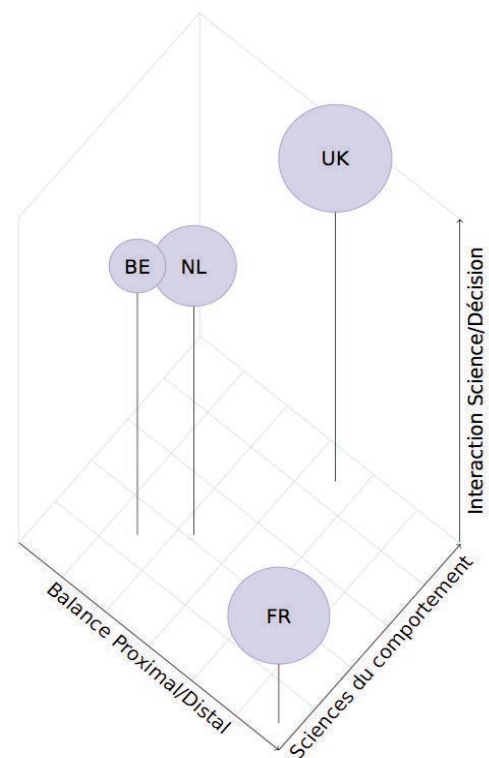 UK
BE
NL
Interaction Science/Décision
FR
Balance Proximal/Distal
Sciences du comportement